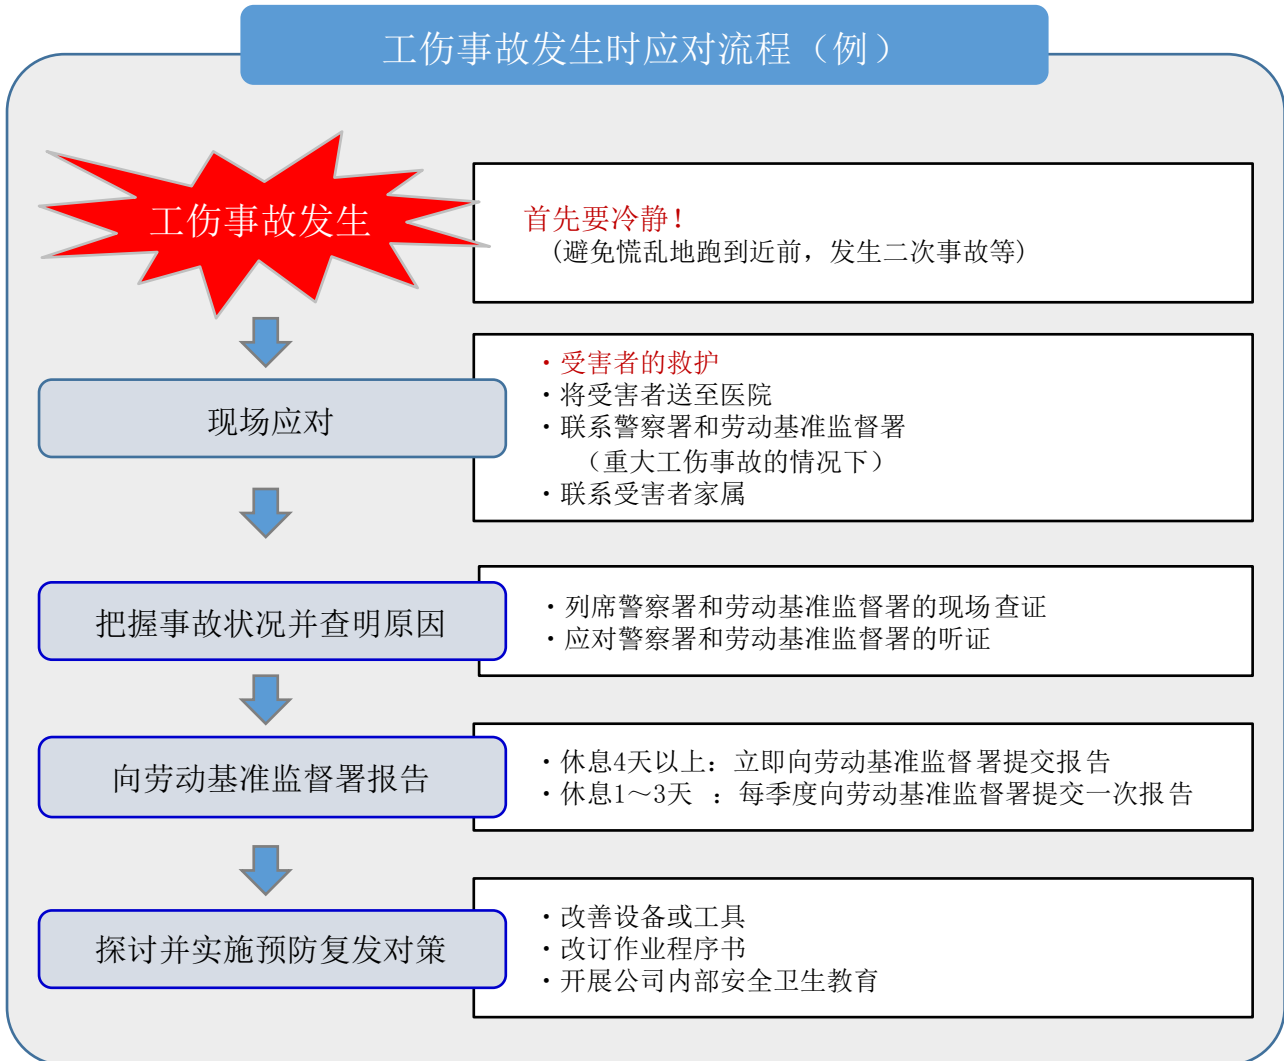 工伤事故发生时应对流程（例）
工伤事故发生
首先要冷静！
(避免慌乱地跑到近前，发生二次事故等)
现场应对
・受害者的救护
・将受害者送至医院
・联系警察署和劳动基准监督署
（重大工伤事故的情况下）
・联系受害者家属
把握事故状况并查明原因
・列席警察署和劳动基准监督署的现场查证
・应对警察署和劳动基准监督署的听证
向劳动基准监督署报告
・休息4天以上：立即向劳动基准监督署提交报告
・休息1～3天 ：每季度向劳动基准监督署提交一次报告
探讨并实施预防复发对策
・改善设备或工具
・改订作业程序书
・开展公司内部安全卫生教育